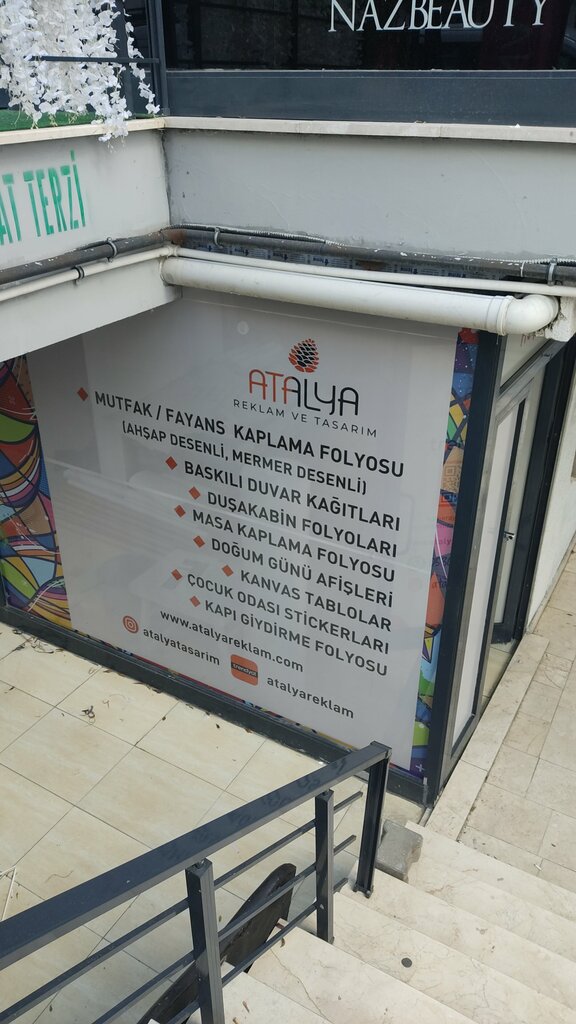 NAZBEAUTY
AT TERZİ
ATALYA
REKLAM VE TASARIM
MUTFAK / FAYANS KAPLAMA FOLYOSU
(AHŞAP DESENLİ, MERMER DESENLİ)
BASKILI DUVAR KAĞITLARI
DUŞAKABİN FOLYOLARI
MASA KAPLAMA FOLYOSU
DOĞUM GÜNÜ AFİŞLERİ
KANVAS TABLOLAR
ÇOCUK ODASI STICKERLARI
KAPI GİYDİRME FOLYOSU
www.atalyareklam.com
atalyatasarim
trendyol
atalyareklam